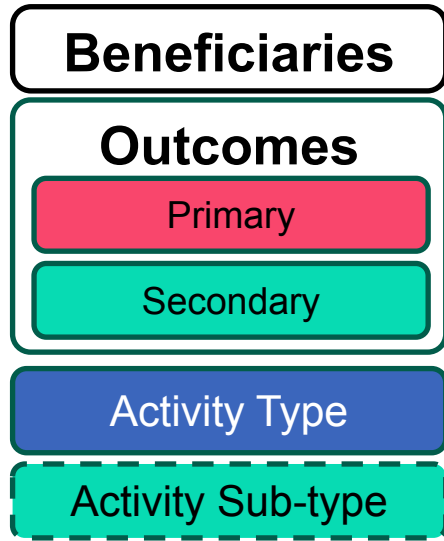 Beneficiaries
Outcomes
Primary
Secondary
Activity Type
Activity Sub-type